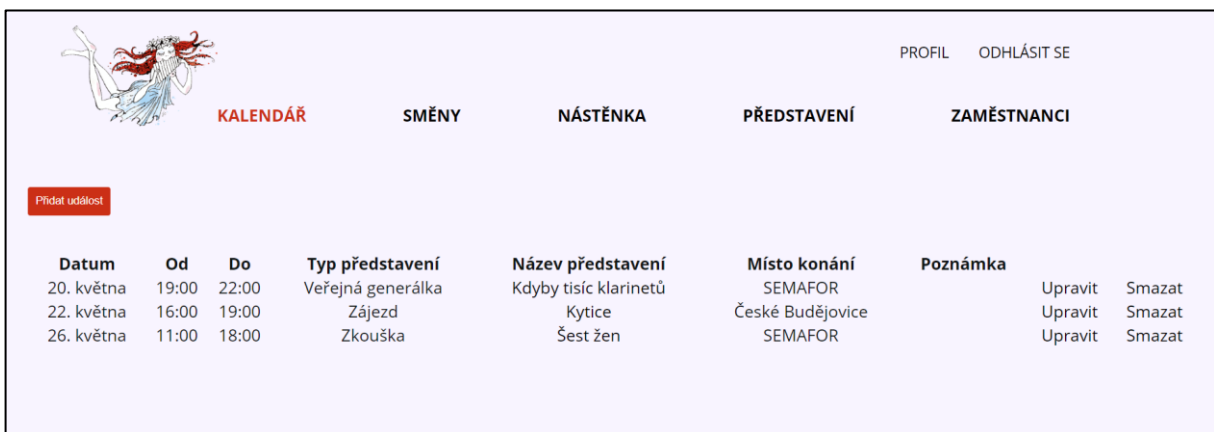 PROFIL ODHLÁSIT SE
KALENDÁŘ SMĚNY NÁSTĚNKA PŘEDSTAVENÍ ZAMĚSTNANCI
Přidat událost
Datum Od Do Typ představení Název představení Místo konání Poznámka
20. května 19:00 22:00 Veřejná generálka Kdyby tisíc klarinetů SEMAFOR Upravit Smazat
22. května 16:00 19:00 Zájezd Kytice České Budějovice Upravit Smazat
26. května 11:00 18:00 Zkouška Šest žen SEMAFOR Upravit Smazat